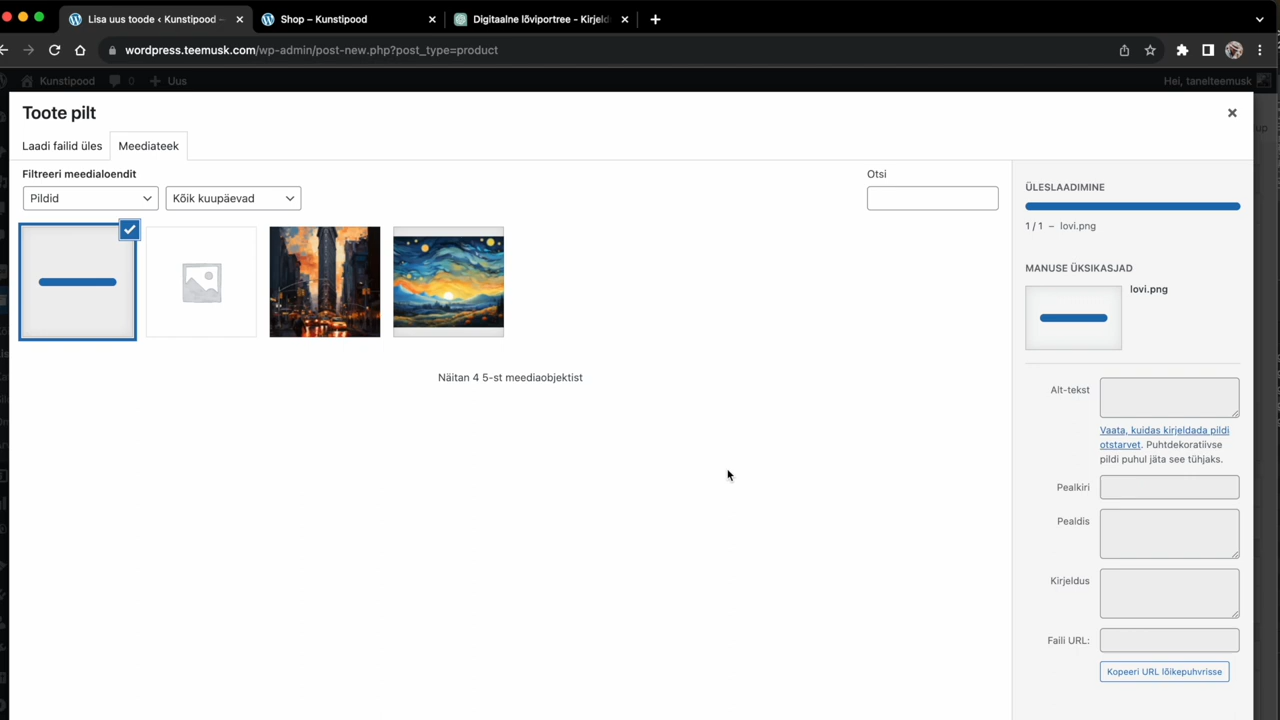 Lisa uus toode ‹ Kunstipood –
Shop – Kunstipood
Digitaalne lõviportree - Kirjeld
wordpress.teemusk.com/wp-admin/post-new.php?post_type=product
Kunstipood
0
Uus
Hei, tanelteemusk
Toote pilt
Laadi failid üles
Meediateek
Filtreeri meedialoendit
Otsi
Pildid
Kõik kuupäevad
Näitan 4 5-st meediaobjektist
ÜLESLAADIMINE
1 / 1 – lovi.png
MANUSE ÜKSIKASJAD
lovi.png
Alt-tekst
Vaata, kuidas kirjeldada pildi
otstarvet. Puhtdekoratiivse
pildi puhul jäta see tühjaks.
Pealkiri
Pealdis
Kirjeldus
Faili URL:
Kopeeri URL lõikepuhvrisse